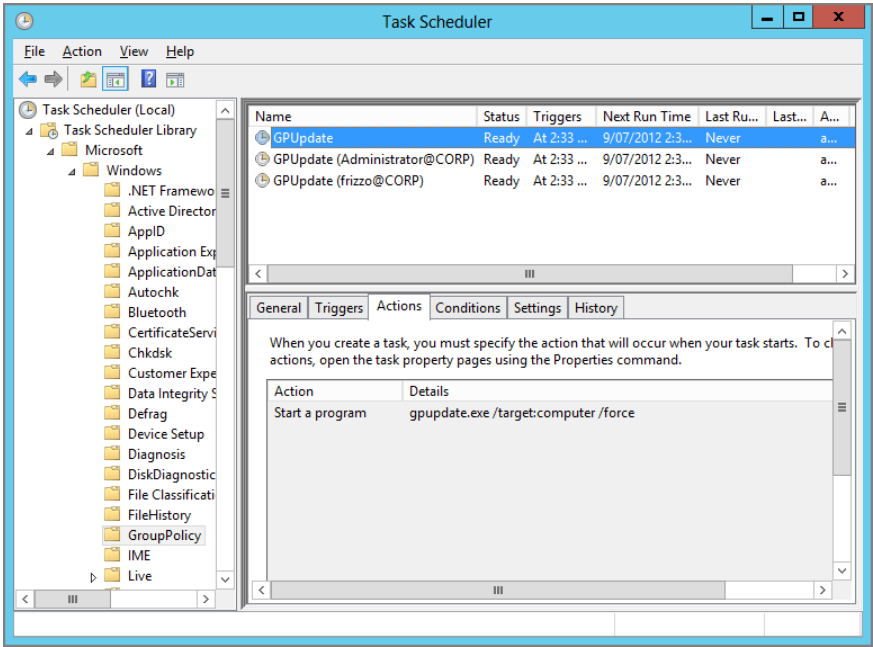 Task Scheduler
File Action View Help
Task Scheduler (Local)
Task Scheduler Library
Microsoft
Windows
.NET Framewo
Active Director
AppID
Application Exp
ApplicationDat
Autochk
Bluetooth
CertificateServi
Chkdsk
Customer Expe
Data Integrity S
Defrag
Device Setup
Diagnosis
DiskDiagnostic
File Classificati
FileHistory
GroupPolicy
IME
Live
Name Status Triggers Next Run Time Last Ru... Last... A...
GPUpdate Ready At 2:33 ... 9/07/2012 2:3... Never a...
GPUpdate (Administrator@CORP) Ready At 2:33 ... 9/07/2012 2:3... Never a...
GPUpdate (frizzo@CORP) Ready At 2:33 ... 9/07/2012 2:3... Never a...
General Triggers Actions Conditions Settings History
When you create a task, you must specify the action that will occur when your task starts. To cl
actions, open the task property pages using the Properties command.
Action Details
Start a program gpupdate.exe /target:computer /force